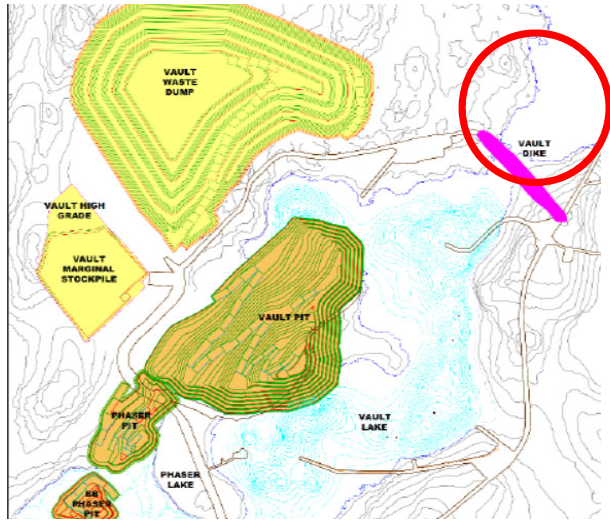 VAULT
WASTE
DUMP
VAULT
DIKE
VAULT HIGH
GRADE
VAULT
MARGINAL
STOCKPILE
VAULT PIT
PHASER
PIT
VAULT
LAKE
PHASER
LAKE
BB
PHASER
PIT